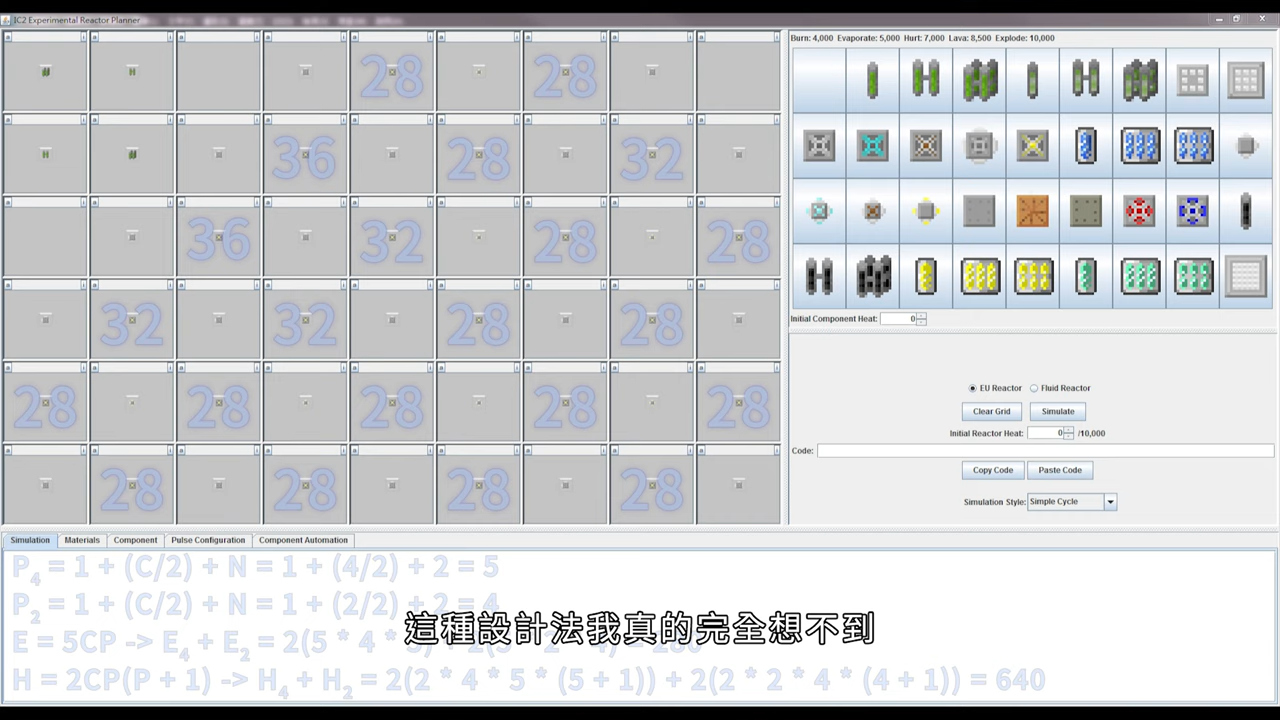 IC2 Experimental Reactor Planner
Burn: 4,000 Evaporate: 5,000 Hurt: 7,000 Lava: 8,500 Explode: 10,000
28 28
36 28 32
36 32 28 28
32 32 28 28
28 28 28 28
28 28 28 28
Initial Component Heat: 0
EU Reactor Fluid Reactor
Clear Grid Simulate
Initial Reactor Heat: 0 /10,000
Code:
Copy Code Paste Code
Simulation Style: Simple Cycle
Simulation Materials Component Pulse Configuration Component Automation
P4 = 1 + (C/2) + N = 1 + (4/2) + 2 = 5
P2 = 1 + (C/2) + N = 1 + (2/2) + 2 = 4
這種設計法我真的完全想不到
E = 5CP -> E4 + E2 = 2(5 * 4 *
H = 2CP(P + 1) -> H4 + H2 = 2(2 * 4 * 5 * (5 + 1)) + 2(2 * 2 * 4 * (4 + 1)) = 640